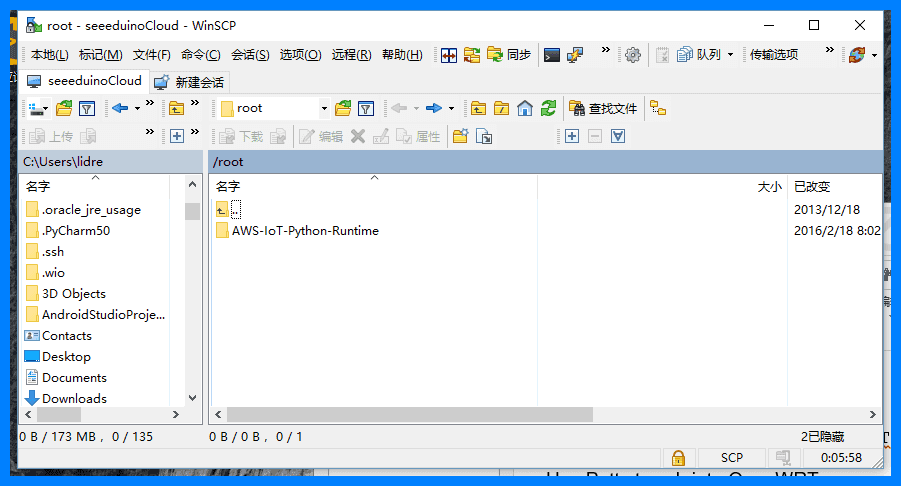 root - seeeduinoCloud - WinSCP
本地(L) 标记(M) 文件(F) 命令(C) 会话(S) 选项(O) 远程(R) 帮助(H) 同步 队列 传输选项
seeeduinoCloud 新建会话
root 查找文件
上传 下载 编辑 属性
C:\Users\lidre /root
名字 名字 大小 已改变
.oracle_jre_usage .. 2013/12/18
.PyCharm50 AWS-IoT-Python-Runtime 2016/2/18 8:02
.ssh
.wio
3D Objects
AndroidStudioProje...
Contacts
Desktop
Documents
Downloads
0 B / 173 MB， 0 / 135 0 B / 0 B， 0 / 1 2已隐藏
SCP 0:05:58